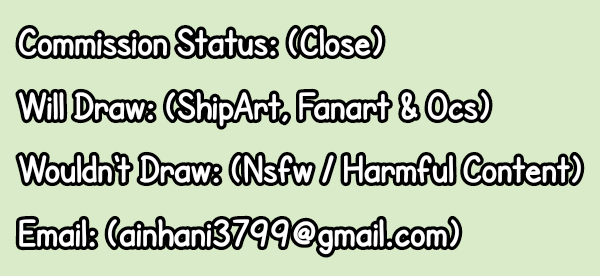 Commission Status: (Close)
Will Draw: (ShipArt, Fanart & Ocs)
Wouldn't Draw: (Nsfw / Harmful Content)
Email: (ainhani3799@gmail.com)